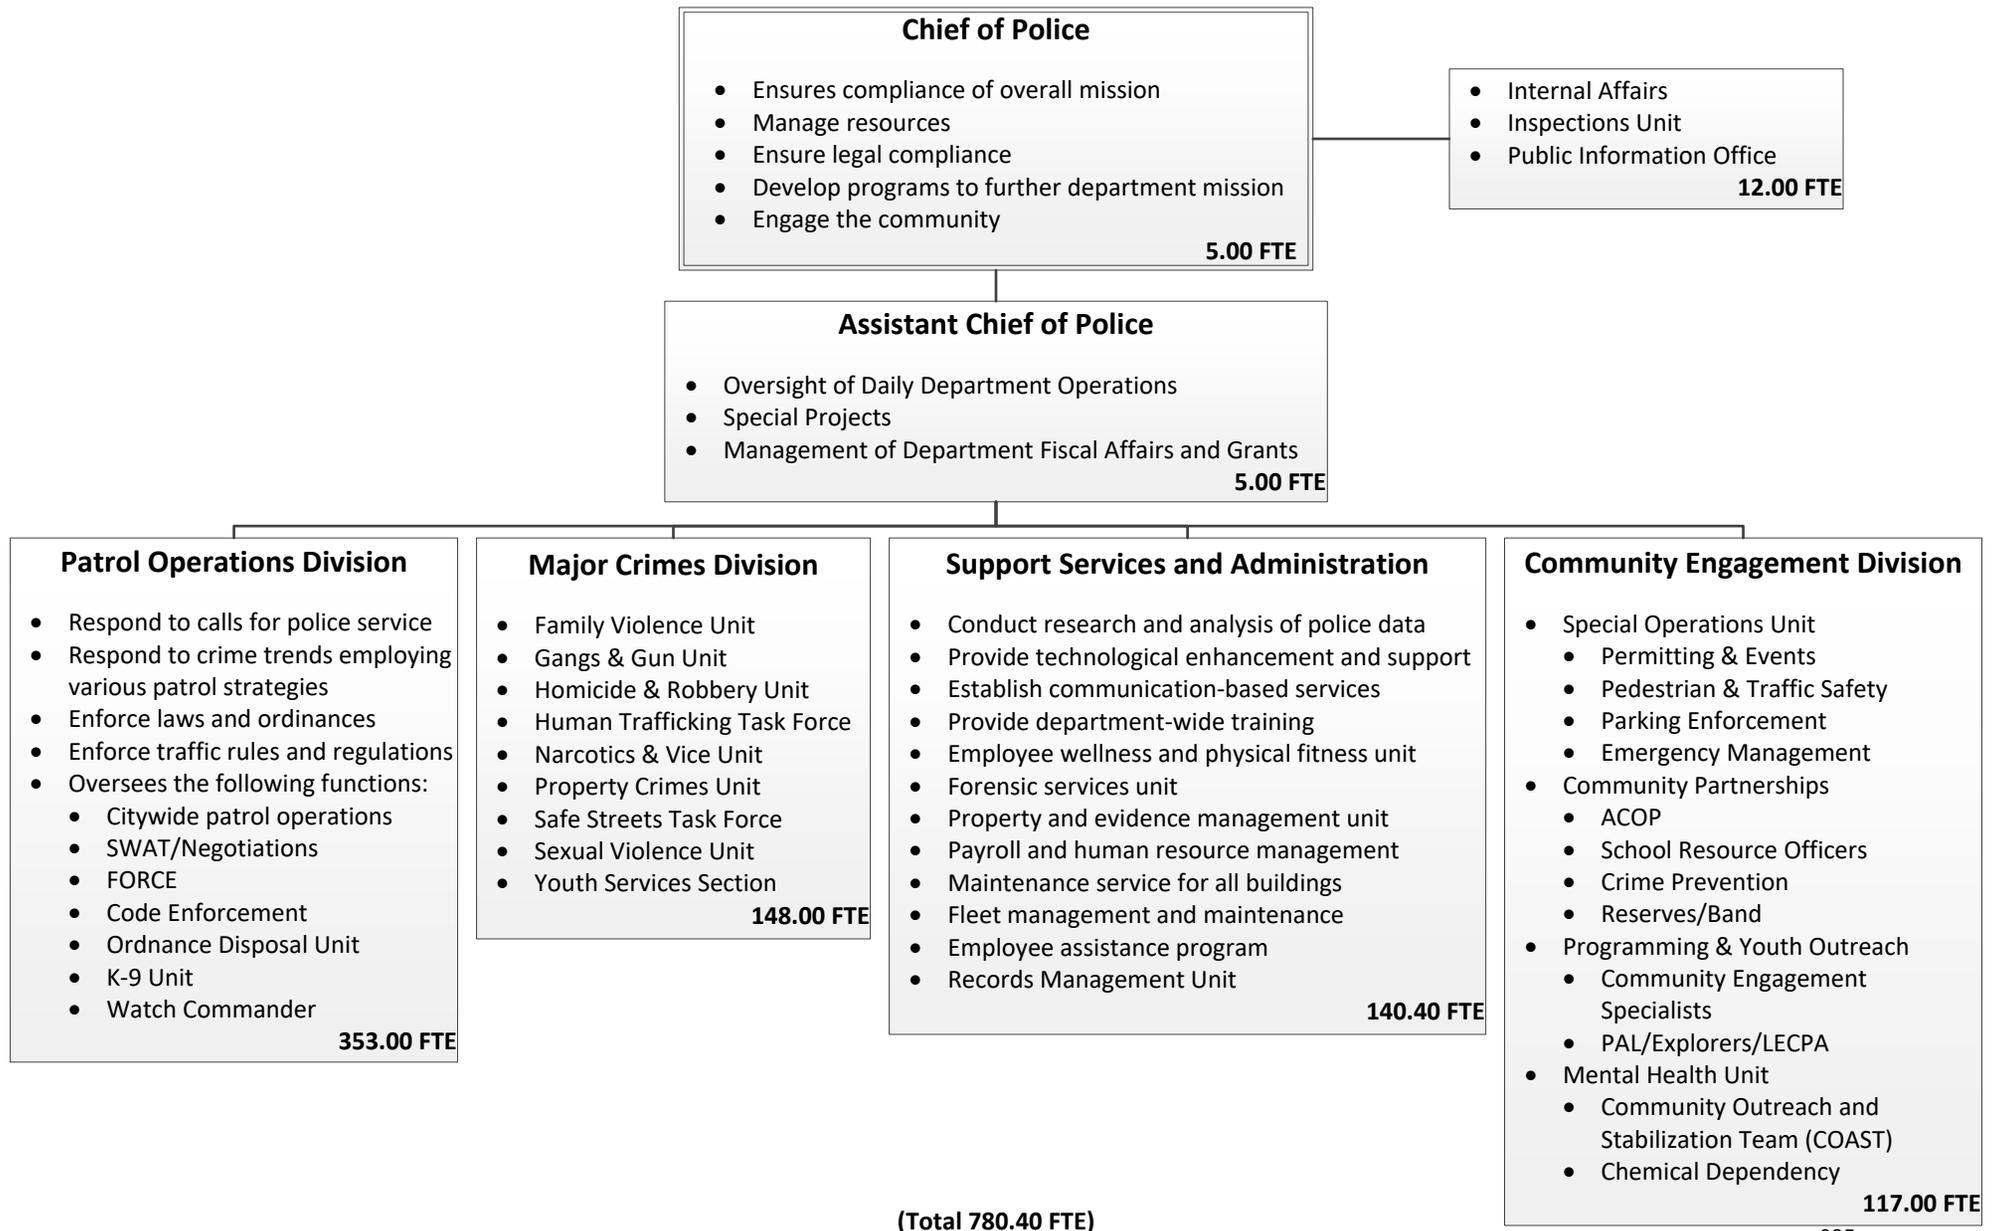 Chief of Police
• Ensures compliance of overall mission
• Manage resources
• Ensure legal compliance
• Develop programs to further department mission
• Engage the community
5.00 FTE
• Internal Affairs
• Inspections Unit
• Public Information Office
12.00 FTE
Assistant Chief of Police
• Oversight of Daily Department Operations
• Special Projects
• Management of Department Fiscal Affairs and Grants
5.00 FTE
Patrol Operations Division
• Respond to calls for police service
• Respond to crime trends employing
various patrol strategies
• Enforce laws and ordinances
• Enforce traffic rules and regulations
• Oversees the following functions:
• Citywide patrol operations
• SWAT/Negotiations
• FORCE
• Code Enforcement
• Ordnance Disposal Unit
• K-9 Unit
• Watch Commander
353.00 FTE
Major Crimes Division
• Family Violence Unit
• Gangs & Gun Unit
• Homicide & Robbery Unit
• Human Trafficking Task Force
• Narcotics & Vice Unit
• Property Crimes Unit
• Safe Streets Task Force
• Sexual Violence Unit
• Youth Services Section
148.00 FTE
Support Services and Administration
• Conduct research and analysis of police data
• Provide technological enhancement and support
• Establish communication-based services
• Provide department-wide training
• Employee wellness and physical fitness unit
• Forensic services unit
• Property and evidence management unit
• Payroll and human resource management
• Maintenance service for all buildings
• Fleet management and maintenance
• Employee assistance program
• Records Management Unit
140.40 FTE
Community Engagement Division
• Special Operations Unit
• Permitting & Events
• Pedestrian & Traffic Safety
• Parking Enforcement
• Emergency Management
• Community Partnerships
• ACOP
• School Resource Officers
• Crime Prevention
• Reserves/Band
• Programming & Youth Outreach
• Community Engagement
Specialists
• PAL/Explorers/LECPA
• Mental Health Unit
• Community Outreach and
Stabilization Team (COAST)
• Chemical Dependency
117.00 FTE
(Total 780.40 FTE)